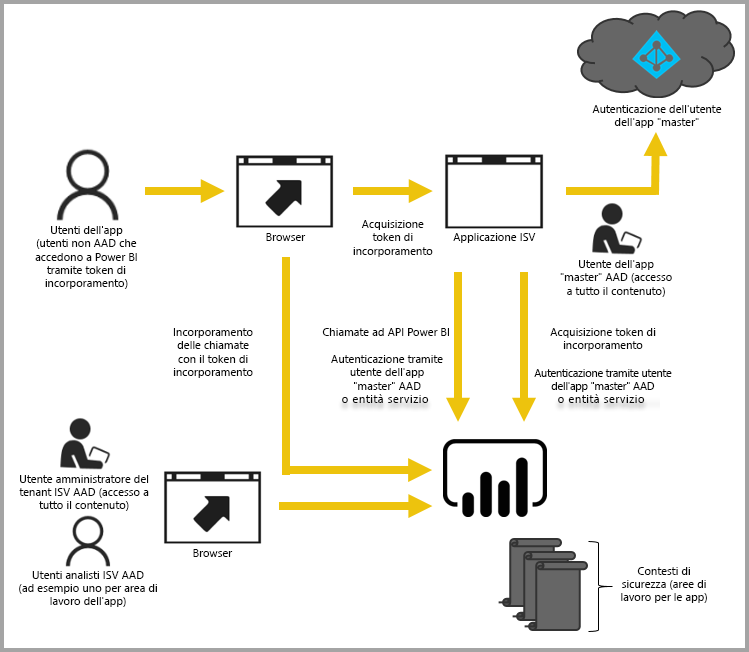 Autenticazione dell'utente
dell'app "master"
Utenti dell'app
(utenti non AAD che
accedono a Power BI
tramite token di
incorporamento)
Browser
Acquisizione
token di
incorporamento
Applicazione ISV
Utente dell'app
"master" AAD (accesso
a tutto il contenuto)
Incorporamento
delle chiamate
con il token di
incorporamento
Chiamate ad API Power BI
Autenticazione tramite
utente dell'app
"master" AAD
o entità servizio
Acquisizione token di
incorporamento
Autenticazione tramite utente
dell'app "master" AAD
o entità servizio
Utente amministratore del
tenant ISV AAD (accesso a
tutto il contenuto)
Browser
Utenti analisti ISV AAD
(ad esempio uno per area di
lavoro dell'app)
Contesti di
sicurezza (aree di
lavoro per le app)